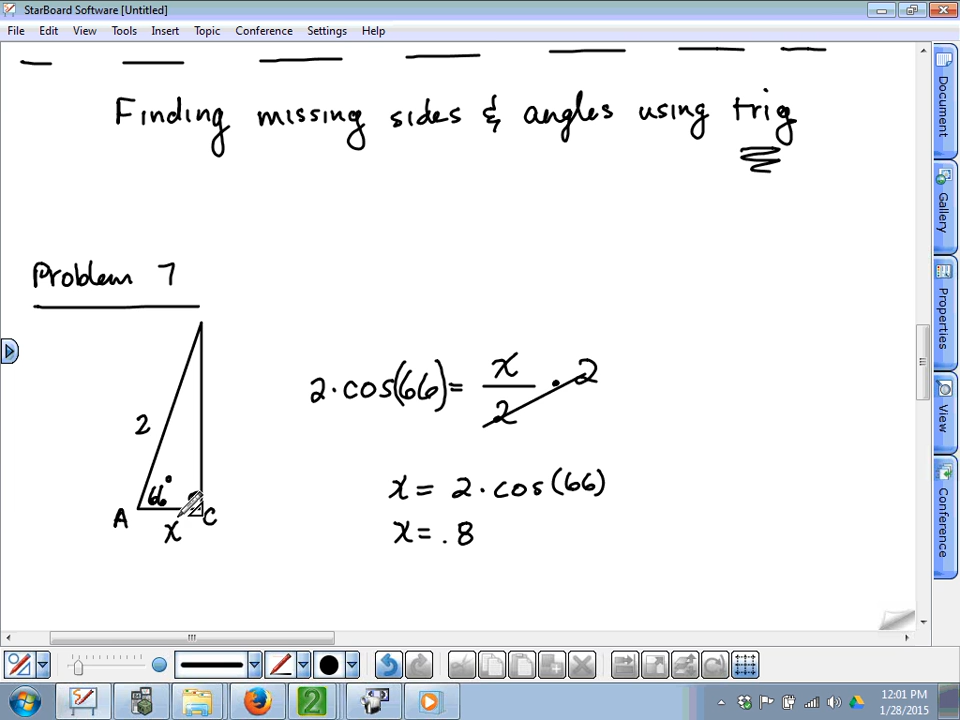 StarBoard Software [Untitled]
File Edit View Tools Insert Topic Conference Settings Help
Finding missing sides & angles using trig
Problem 7
2
66°
A
x
C
2·cos(66)= x/2 · 2
x = 2·cos(66)
x = .8
Document
Gallery
Properties
View
Conference
2
12:01 PM
1/28/2015